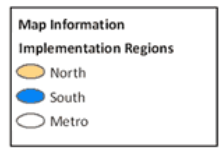 Map Information
Implementation Regions
North
South
Metro